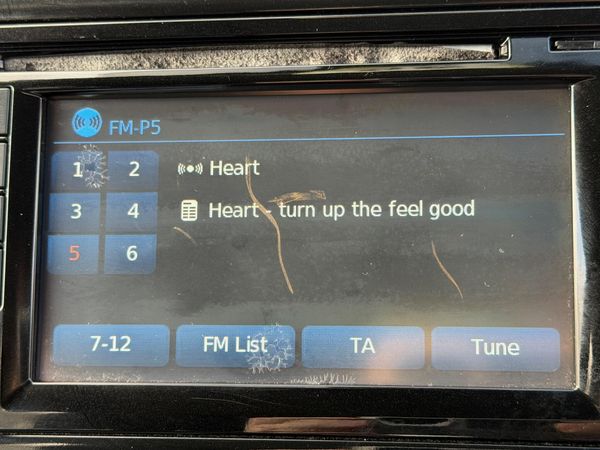 FM-P5
1 2 Heart
3 4 Heart - turn up the feel good
5 6
7-12 FM List TA Tune